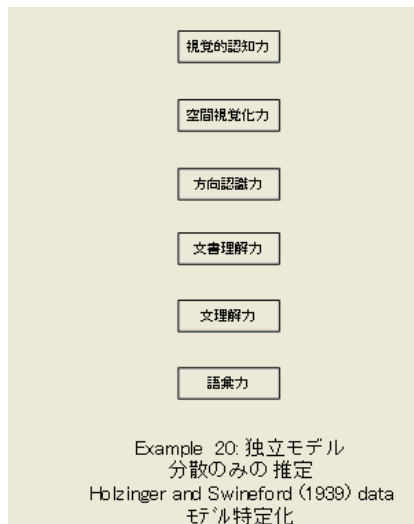 視覚的認知力
空間視覚化力
方向認識力
文書理解力
文理解力
語彙力
Example 20: 独立モデル
分散のみの 推定
Holzinger and Swineford (1939) data
モデル特定化